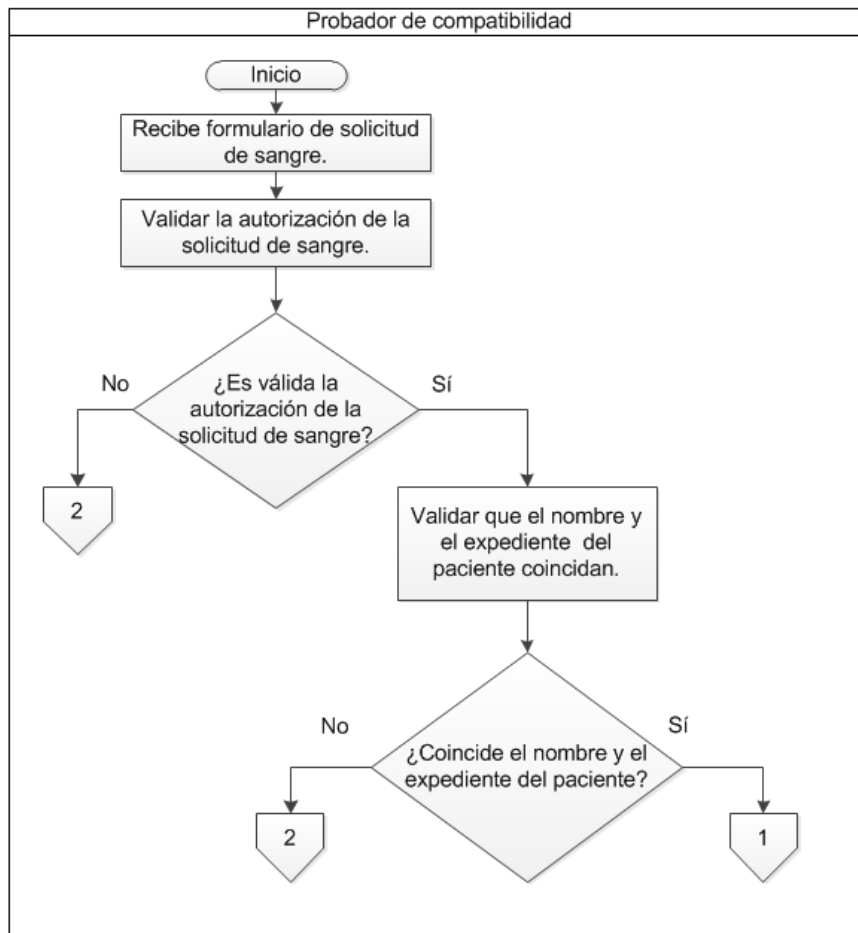 Probador de compatibilidad
Inicio
Recibe formulario de solicitud
de sangre.
Validar la autorización de la
solicitud de sangre.
No
¿Es válida la
autorización de la
solicitud de sangre?
Sí
2
Validar que el nombre y
el expediente del
paciente coincidan.
No
¿Coincide el nombre y el
expediente del paciente?
Sí
2
1